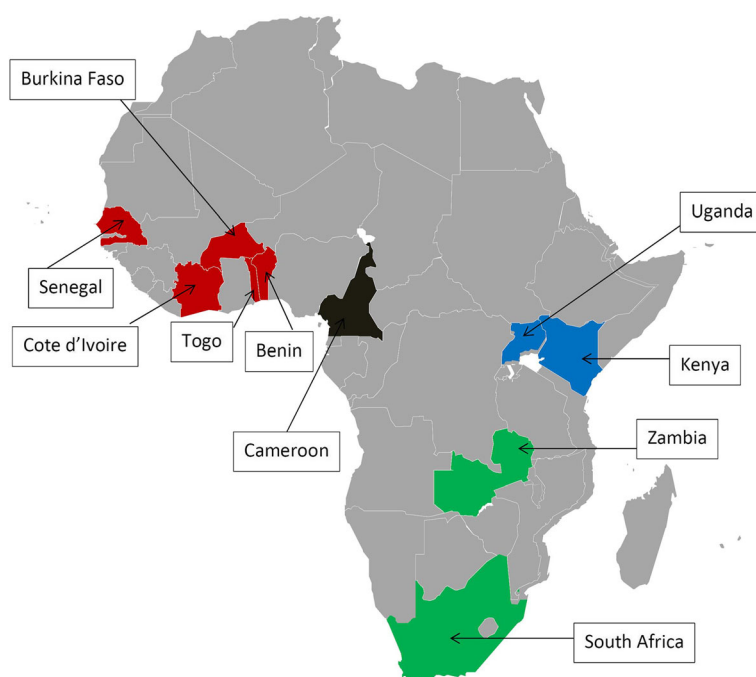 Burkina Faso
Uganda
Senegal
Cote d’Ivoire
Togo
Benin
Kenya
Cameroon
Zambia
South Africa